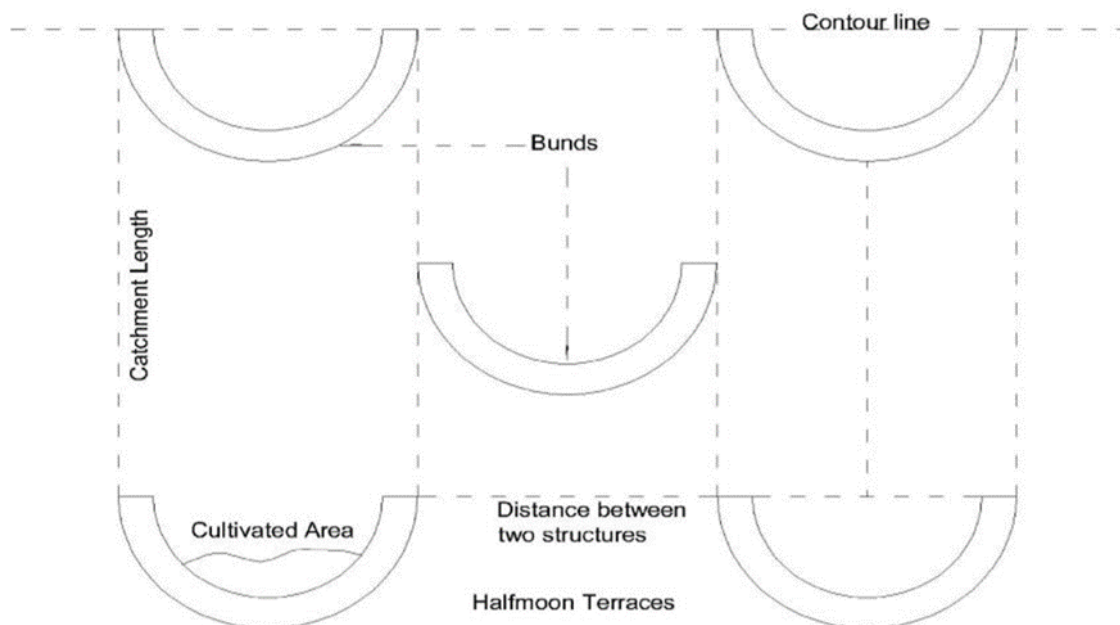 Contour line
Bunds
Catchment Length
Cultivated Area
Distance between
two structures
Halfmoon Terraces